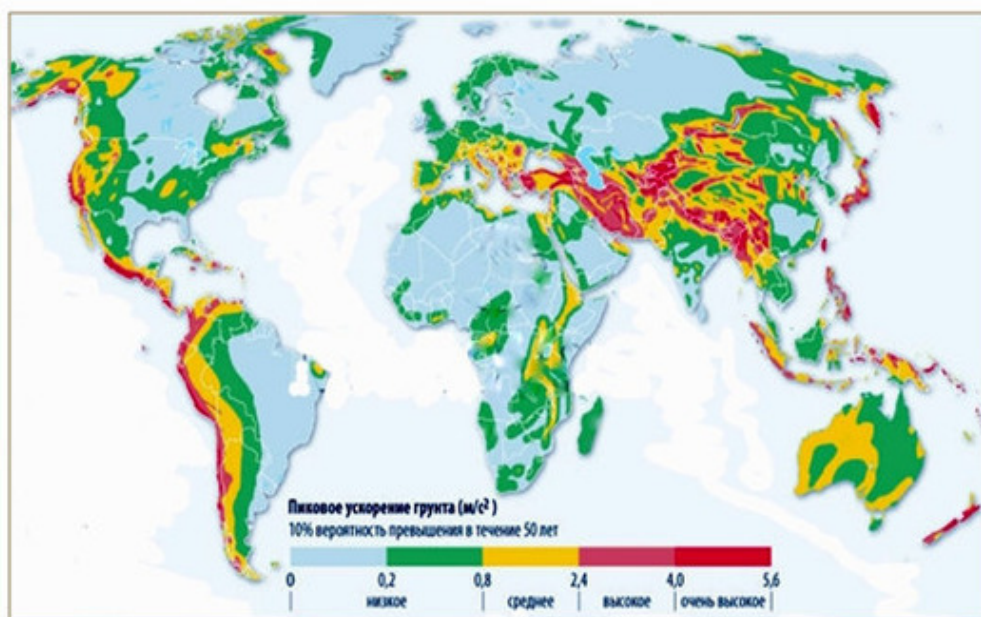 Пиковое ускорение грунта (м/с²)
10% вероятность превышения в течение 50 лет
0 0,2 0,8 2,4 4,0 5,6
низкое среднее высокое очень высокое